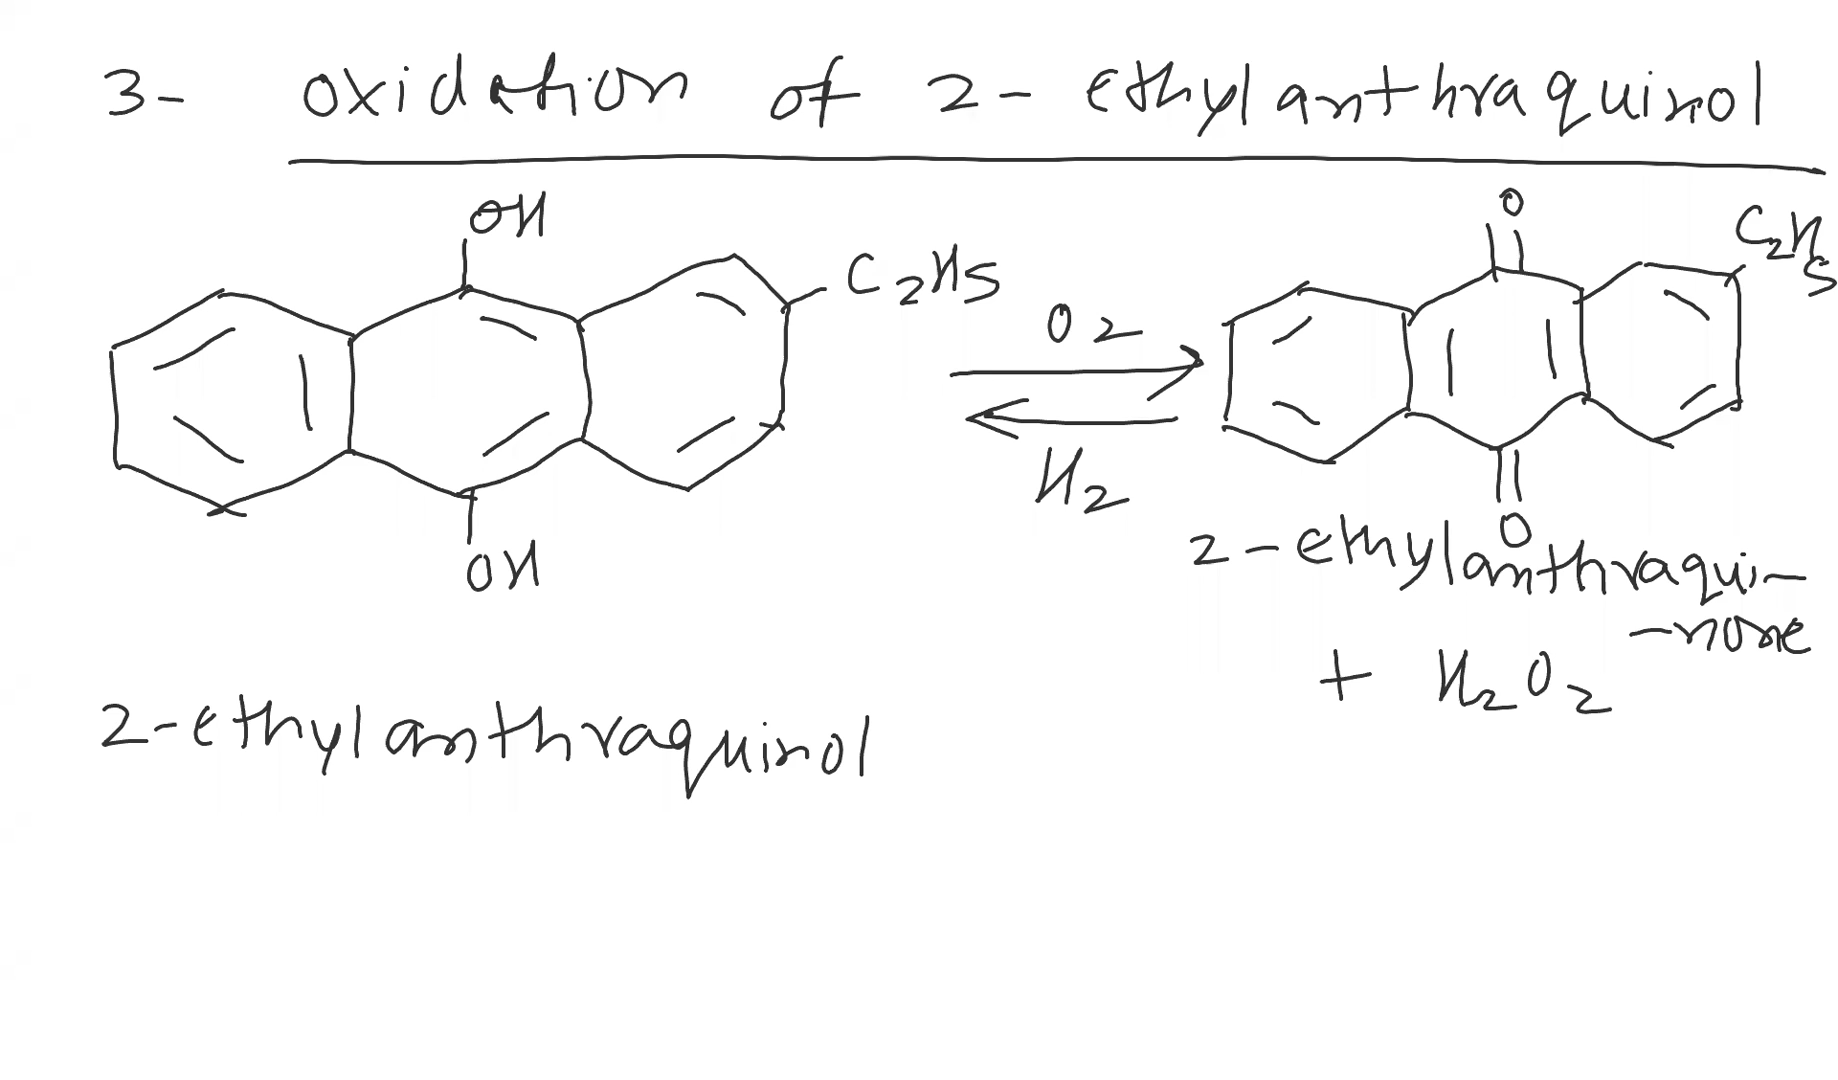 3- oxidation of 2-ethylanthraquinol
OH
C2H5
OH
O2
H2
O
C2H5
O
2-ethylanthraqui-
-none
+ H2O2
2-ethylanthraquinol